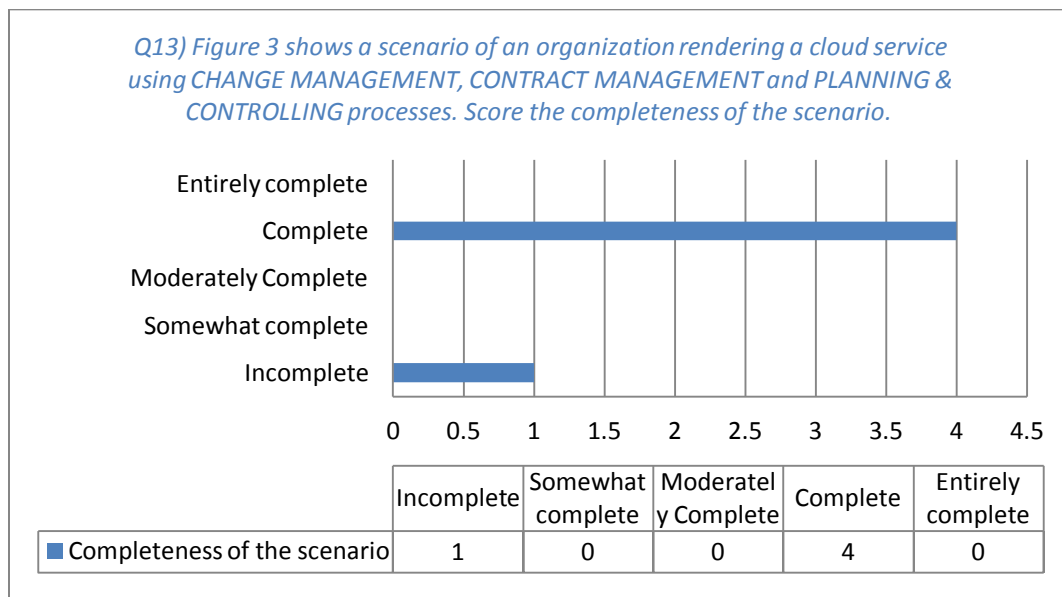 Q13) Figure 3 shows a scenario of an organization rendering a cloud service
using CHANGE MANAGEMENT, CONTRACT MANAGEMENT and PLANNING &
CONTROLLING processes. Score the completeness of the scenario.
Entirely complete
Complete
Moderately Complete
Somewhat complete
Incomplete
0 0.5 1 1.5 2 2.5 3 3.5 4 4.5
Incomplete Somewhat complete Moderatel y Complete Complete Entirely complete
Completeness of the scenario 1 0 0 4 0